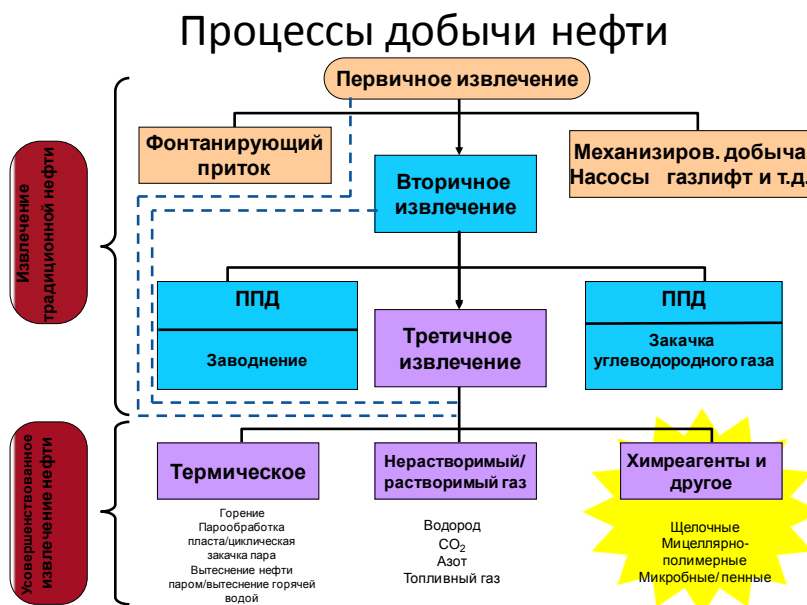 Процессы добычи нефти
Первичное извлечение
Фонтанирующий
приток
Механизиров. добыча
Насосы газлифт и т.д.
Вторичное
извлечение
Извлечение
традиционной нефти
ППД
Заводнение
Третичное
извлечение
ППД
Закачка
углеводородного газа
Усовершенствованное
извлечение нефти
Термическое
Нерастворимый/
растворимый газ
Химреагенты и
другое
Горение
Парообработка
пласта/циклическая
закачка пара
Вытеснение нефти
паром/вытеснение горячей
водой
Водород
CO₂
Азот
Топливный газ
Щелочные
Мицеллярно-
полимерные
Микробные/ пенные